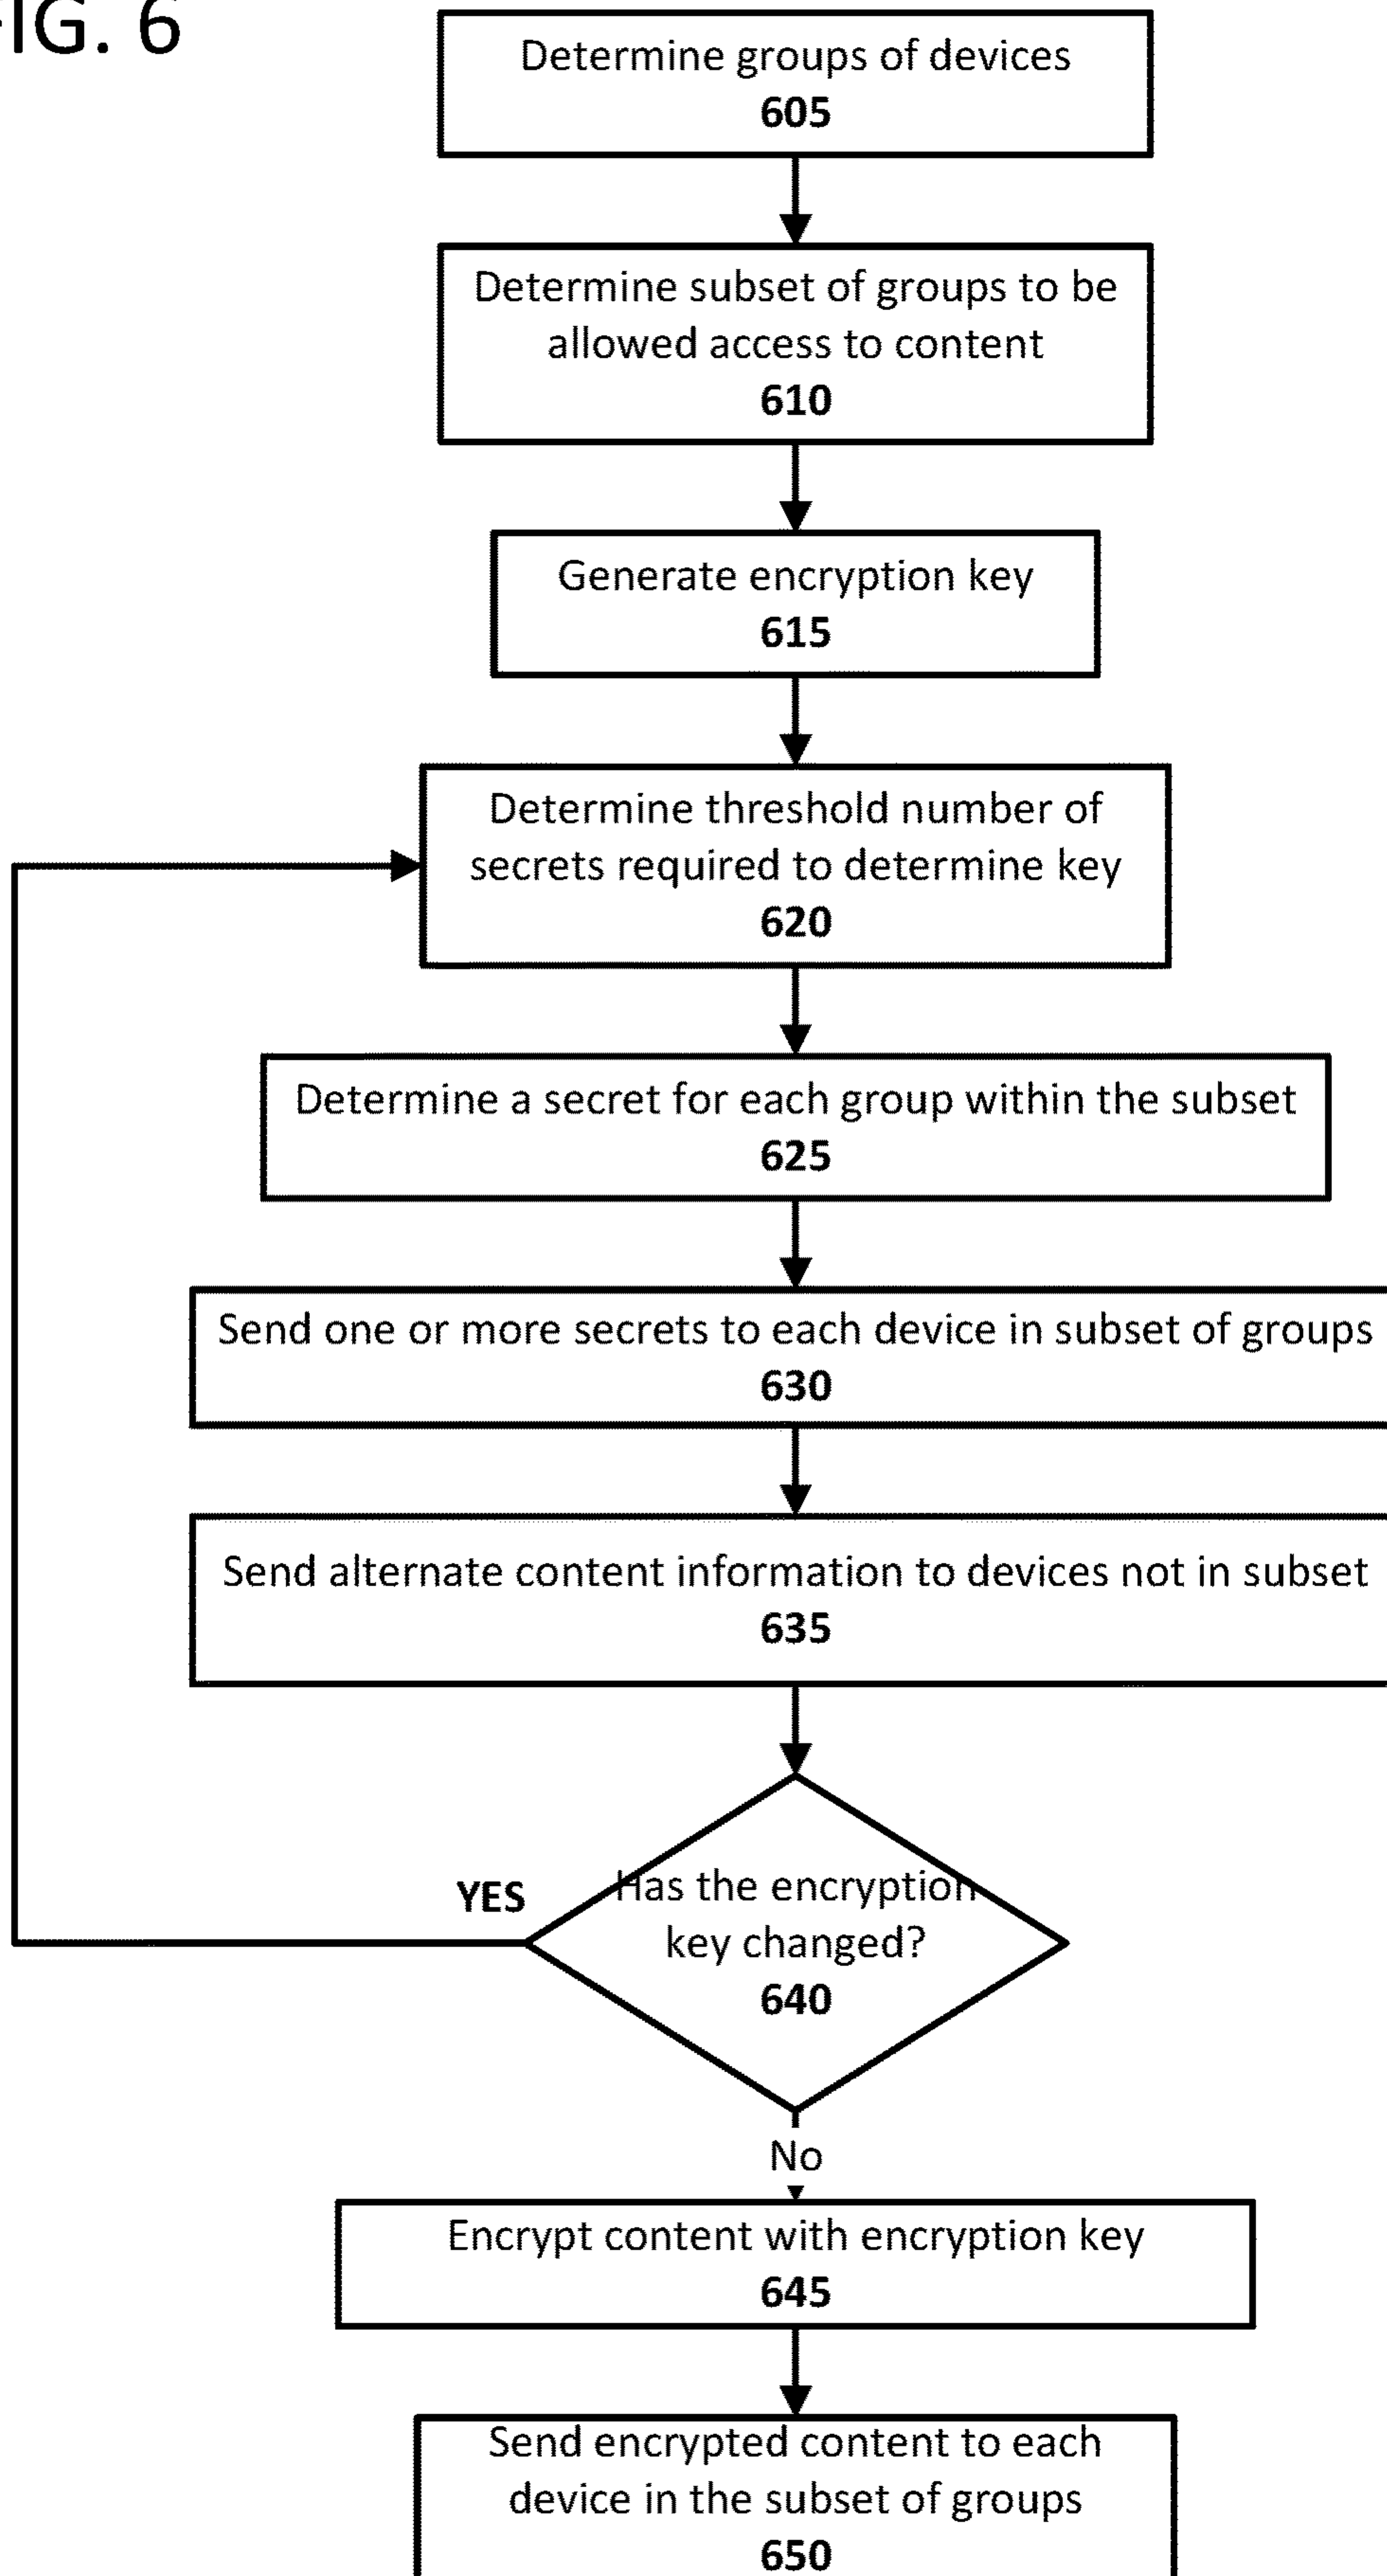 FIG. 6
Determine groups of devices
605
Determine subset of groups to be
allowed access to content
610
Generate encryption key
615
Determine threshold number of
secrets required to determine key
620
Determine a secret for each group within the subset
625
Send one or more secrets to each device in subset of groups
630
Send alternate content information to devices not in subset
635
YES
Has the encryption
key changed?
640
No
Encrypt content with encryption key
645
Send encrypted content to each
device in the subset of groups
650